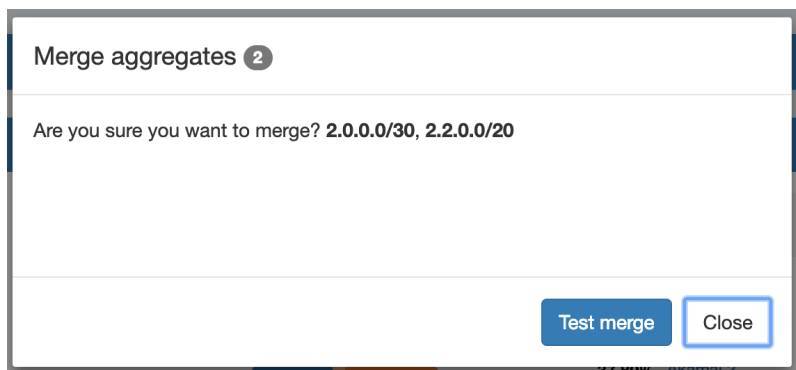 Merge aggregates 2
Are you sure you want to merge? 2.0.0.0/30, 2.2.0.0/20
Test merge Close